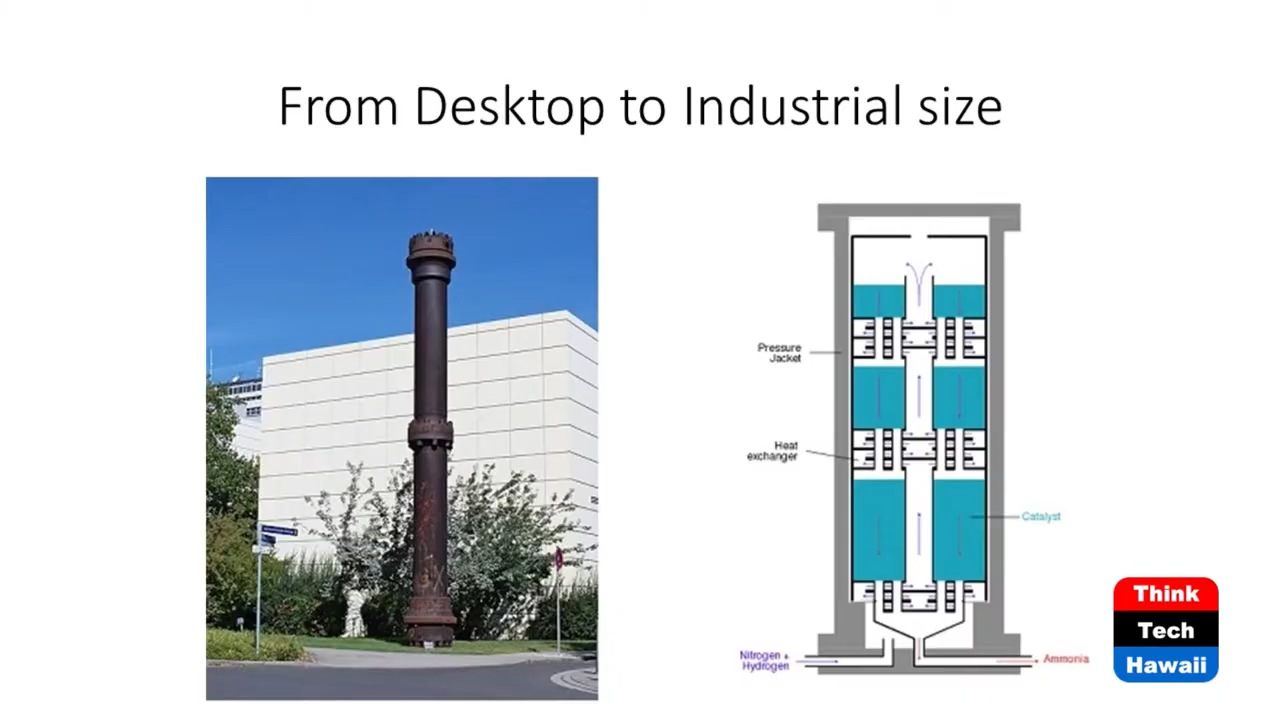 From Desktop to Industrial size
Pressure
Jacket
Heat
exchanger
Catalyst
Nitrogen +
Hydrogen
Ammonia
Think
Tech
Hawaii